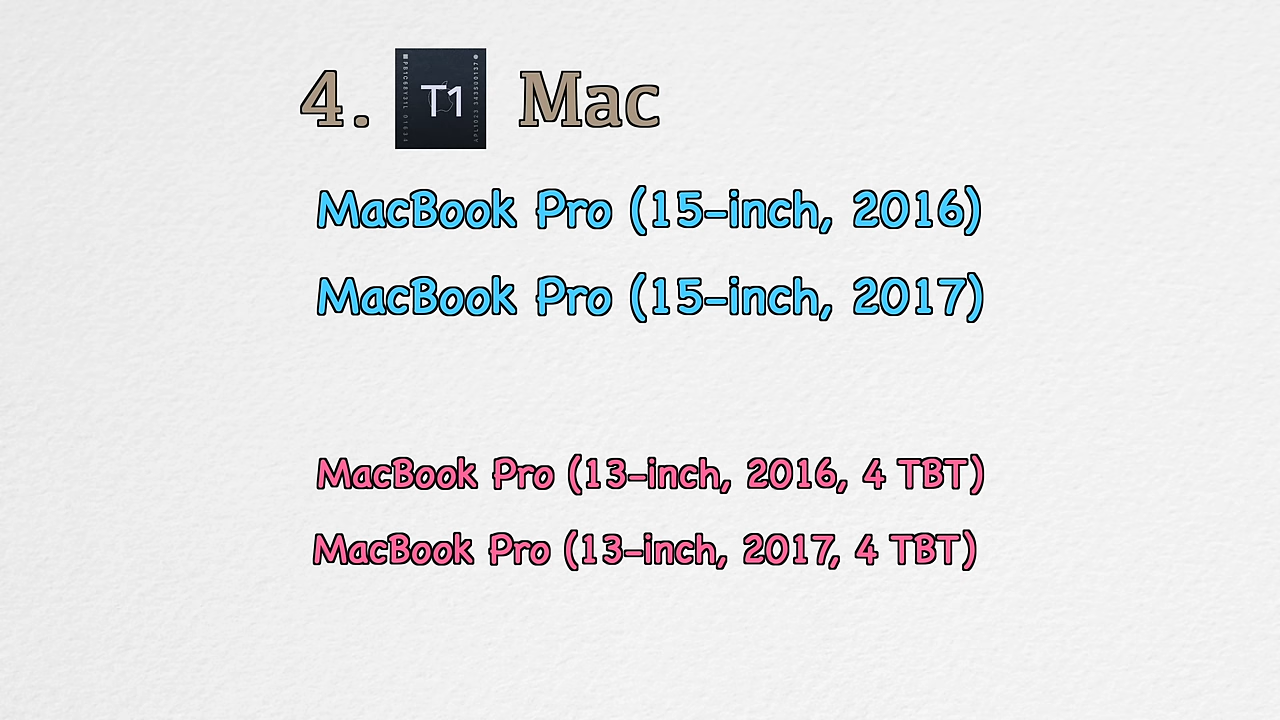 4. T1 Mac
MacBook Pro (15-inch, 2016)
MacBook Pro (15-inch, 2017)
MacBook Pro (13-inch, 2016, 4 TBT)
MacBook Pro (13-inch, 2017, 4 TBT)